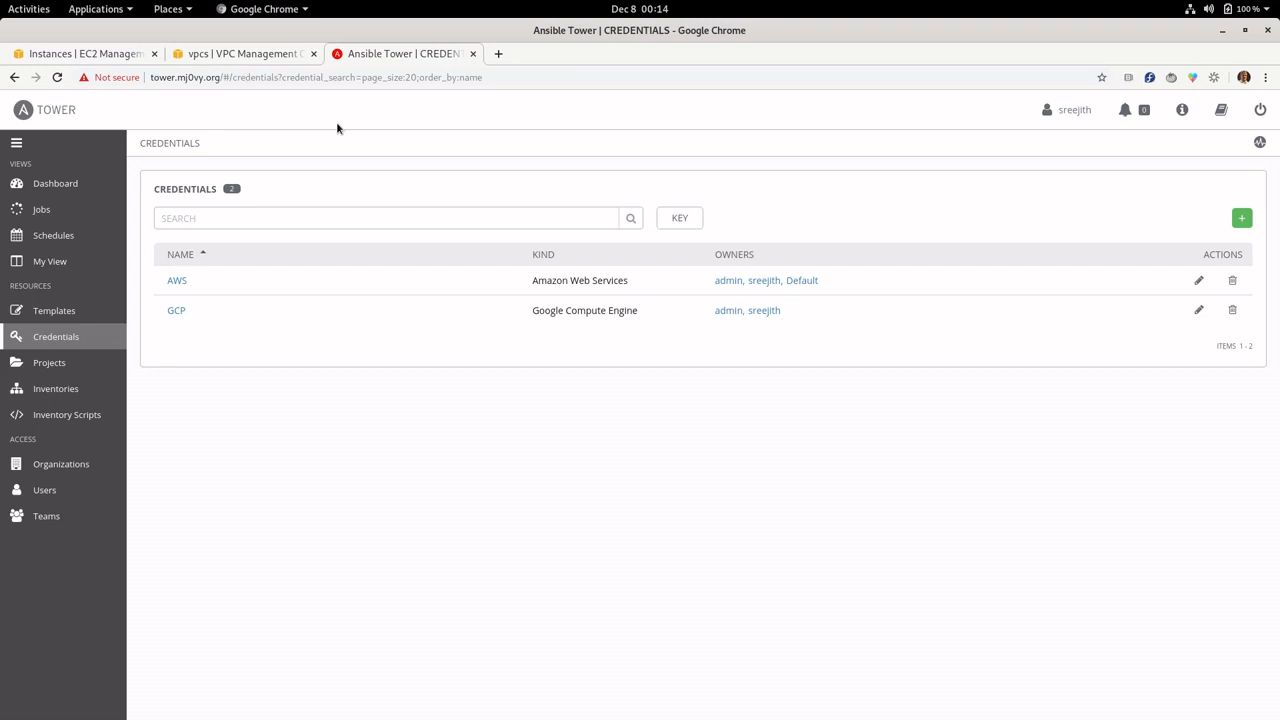 Activities Applications Places Google Chrome Dec 8 00:14 100 %
Ansible Tower | CREDENTIALS - Google Chrome
Instances | EC2 Managem vpcs | VPC Management C Ansible Tower | CREDENT
Not secure tower.mj0vy.org/#/credentials?credential_search=page_size:20;order_by:name
TOWER sreejith 0
CREDENTIALS
VIEWS
Dashboard
Jobs
Schedules
My View
RESOURCES
Templates
Credentials
Projects
Inventories
Inventory Scripts
ACCESS
Organizations
Users
Teams
CREDENTIALS 2
SEARCH KEY +
NAME KIND OWNERS ACTIONS
AWS Amazon Web Services admin, sreejith, Default
GCP Google Compute Engine admin, sreejith
ITEMS 1 - 2